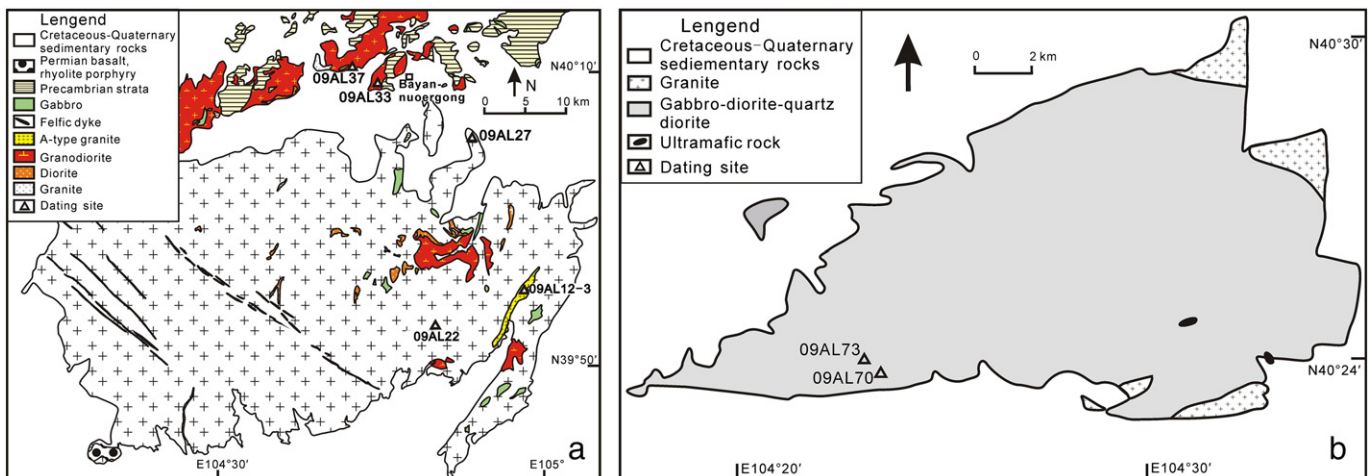 Lengend
Cretaceous-Quaternary
sedimentary rocks
Permian basalt,
rhyolite porphyry
Precambrian strata
Gabbro
Felfic dyke
A-type granite
Granodiorite
Diorite
Granite
Dating site
09AL37
09AL33
Bayan-
nuoergong
N
0 5 10 km
N40°10′
09AL27
09AL12-3
09AL22
N39°50′
a
E104°30′
E105°
Lengend
Cretaceous-Quaternary
sediementary rocks
Granite
Gabbro-diorite-quartz
diorite
Ultramafic rock
Dating site
0 2 km
N40°30′
09AL73
09AL70
N40°24′
b
E104°20′
E104°30′